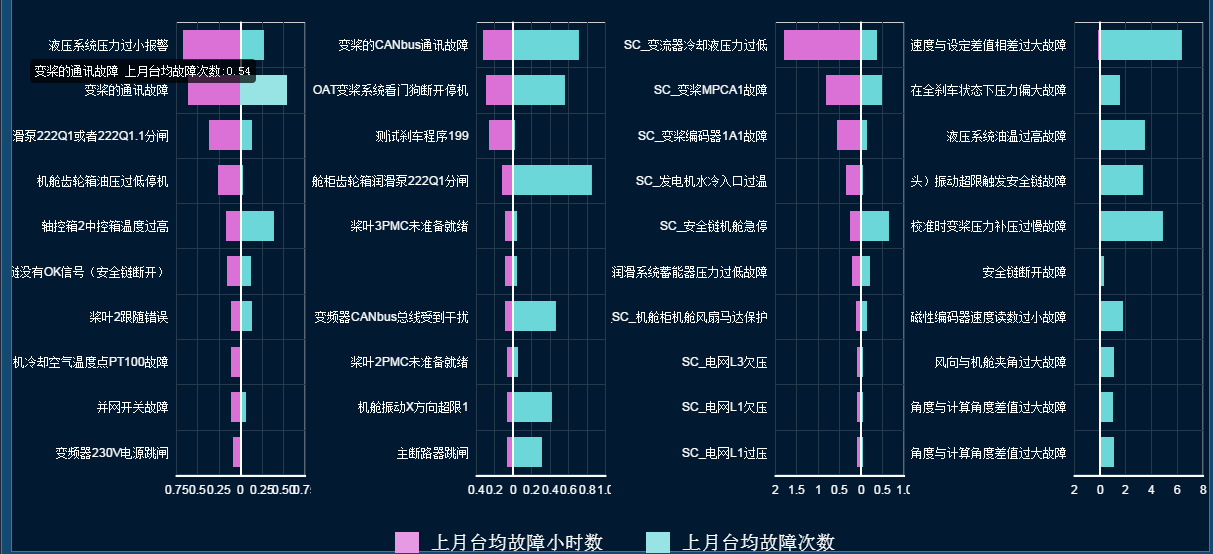 液压系统压力过小报警
变桨的通讯故障 上月台均故障次数:0.54
变桨的通讯故障
滑泵222Q1或者222Q1.1分闸
机舱齿轮箱油压过低停机
轴控箱2中控箱温度过高
链没有OK信号（安全链断开）
桨叶2跟随错误
机冷却空气温度点PT100故障
并网开关故障
变频器230V电源跳闸
0.750.50.25 0 0.250.500.75
变桨的CANbus通讯故障
OAT变桨系统看门狗断开停机
测试刹车程序199
舱柜齿轮箱润滑泵222Q1分闸
桨叶3PMC未准备就绪
变频器CANbus总线受到干扰
桨叶2PMC未准备就绪
机舱振动X方向超限1
主断路器跳闸
0.40.2 0 0.20.40.60.81.0
SC_变流器冷却液压力过低
SC_变桨MPCA1故障
SC_变桨编码器1A1故障
SC_发电机水冷入口过温
SC_安全链机舱急停
润滑系统蓄能器压力过低故障
SC_机舱柜机舱风扇马达保护
SC_电网L3欠压
SC_电网L1欠压
SC_电网L1过压
2 1.5 1 0.5 0 0.5 1.0
速度与设定差值相差过大故障
在全刹车状态下压力偏大故障
液压系统油温过高故障
头）振动超限触发安全链故障
校准时变桨压力补压过慢故障
安全链断开故障
磁性编码器速度读数过小故障
风向与机舱夹角过大故障
角度与计算角度差值过大故障
角度与计算角度差值过大故障
2 0 2 4 6 8
上月台均故障小时数
上月台均故障次数